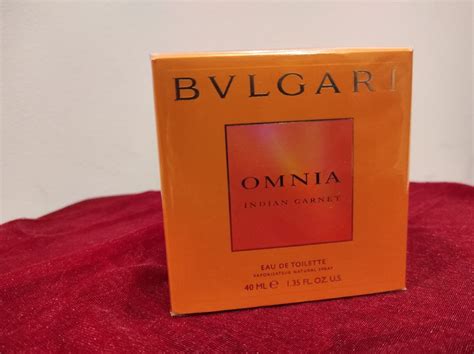 BVLGARI
OMNIA
INDIAN GARNET
EAU DE TOILETTE
VAPORISATEUR NATURAL SPRAY
40 ML ℮ 1.35 FL. OZ. U.S.